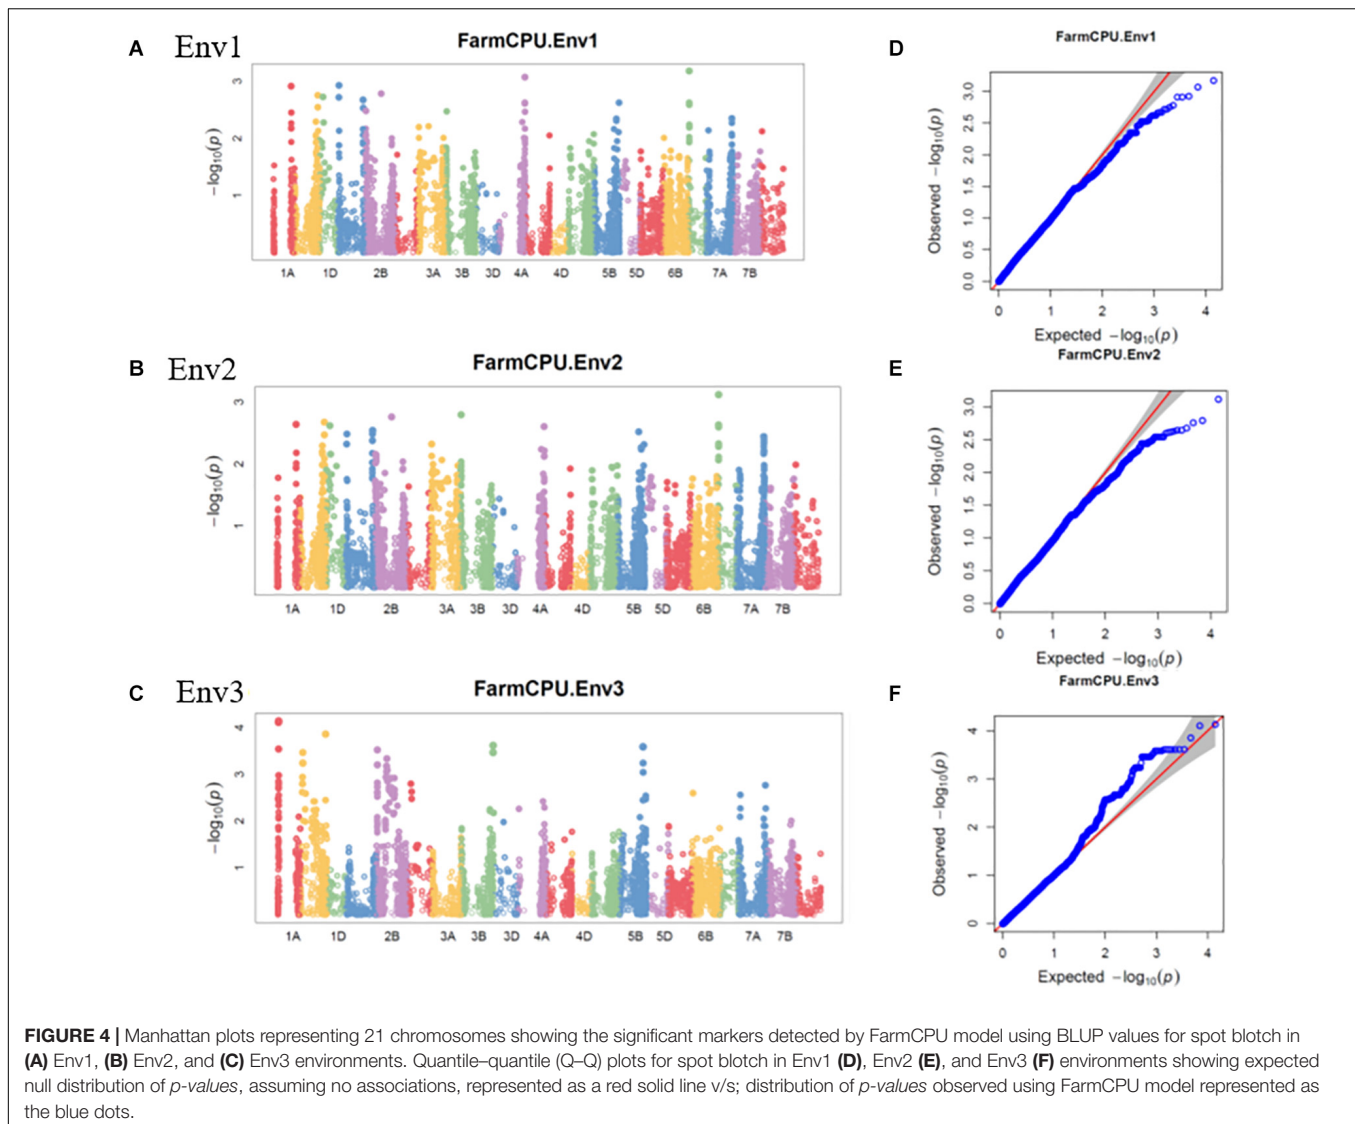 A Env1 FarmCPU.Env1
−log10(p)
3
2
1
1A 1D 2B 3A 3B 3D 4A 4D 5B 5D 6B 7A 7B
D FarmCPU.Env1
Observed −log10(p)
0.0 0.5 1.0 1.5 2.0 2.5 3.0
0 1 2 3 4
Expected −log10(p)
B Env2 FarmCPU.Env2
−log10(p)
3
2
1
1A 1D 2B 3A 3B 3D 4A 4D 5B 5D 6B 7A 7B
E FarmCPU.Env2
Observed −log10(p)
0.0 0.5 1.0 1.5 2.0 2.5 3.0
0 1 2 3 4
Expected −log10(p)
C Env3 FarmCPU.Env3
−log10(p)
4
3
2
1
1A 1D 2B 3A 3B 3D 4A 4D 5B 5D 6B 7A 7B
F FarmCPU.Env3
Observed −log10(p)
0 1 2 3 4
0 1 2 3 4
Expected −log10(p)
FIGURE 4 | Manhattan plots representing 21 chromosomes showing the significant markers detected by FarmCPU model using BLUP values for spot blotch in
(A) Env1, (B) Env2, and (C) Env3 environments. Quantile–quantile (Q–Q) plots for spot blotch in Env1 (D), Env2 (E), and Env3 (F) environments showing expected
null distribution of p-values, assuming no associations, represented as a red solid line v/s; distribution of p-values observed using FarmCPU model represented as
the blue dots.